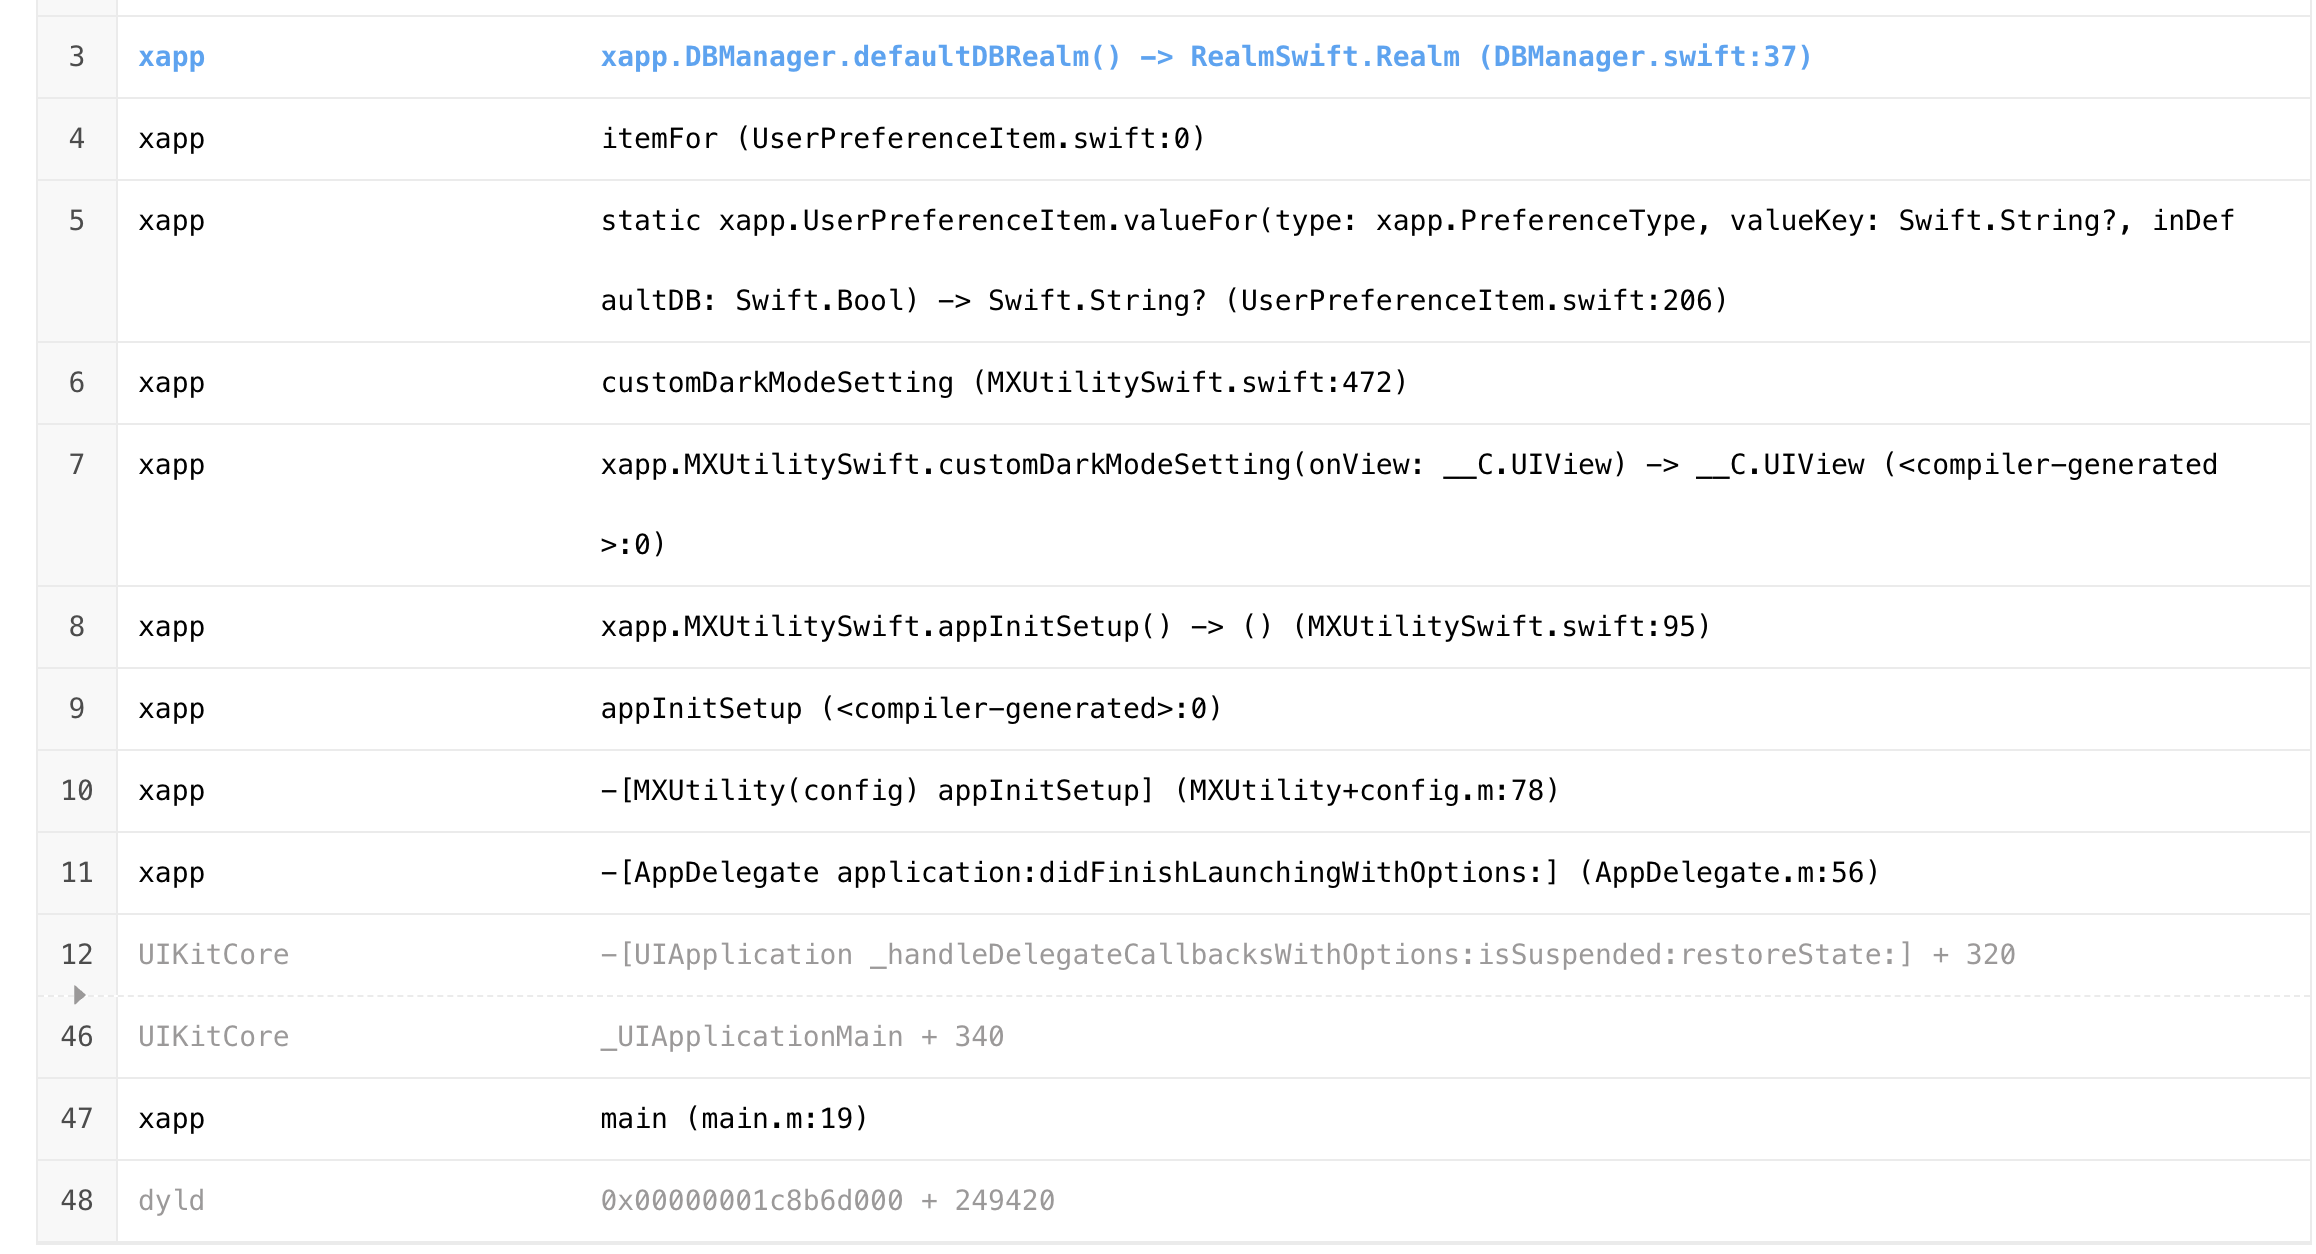 3 xapp xapp.DBManager.defaultDBRealm() -> RealmSwift.Realm (DBManager.swift:37)
4 xapp itemFor (UserPreferenceItem.swift:0)
5 xapp static xapp.UserPreferenceItem.valueFor(type: xapp.PreferenceType, valueKey: Swift.String?, inDef
aultDB: Swift.Bool) -> Swift.String? (UserPreferenceItem.swift:206)
6 xapp customDarkModeSetting (MXUtilitySwift.swift:472)
7 xapp xapp.MXUtilitySwift.customDarkModeSetting(onView: __C.UIView) -> __C.UIView (<compiler-generated
>:0)
8 xapp xapp.MXUtilitySwift.appInitSetup() -> () (MXUtilitySwift.swift:95)
9 xapp appInitSetup (<compiler-generated>:0)
10 xapp -[MXUtility(config) appInitSetup] (MXUtility+config.m:78)
11 xapp -[AppDelegate application:didFinishLaunchingWithOptions:] (AppDelegate.m:56)
12 UIKitCore -[UIApplication _handleDelegateCallbacksWithOptions:isSuspended:restoreState:] + 320
46 UIKitCore _UIApplicationMain + 340
47 xapp main (main.m:19)
48 dyld 0x00000001c8b6d000 + 249420